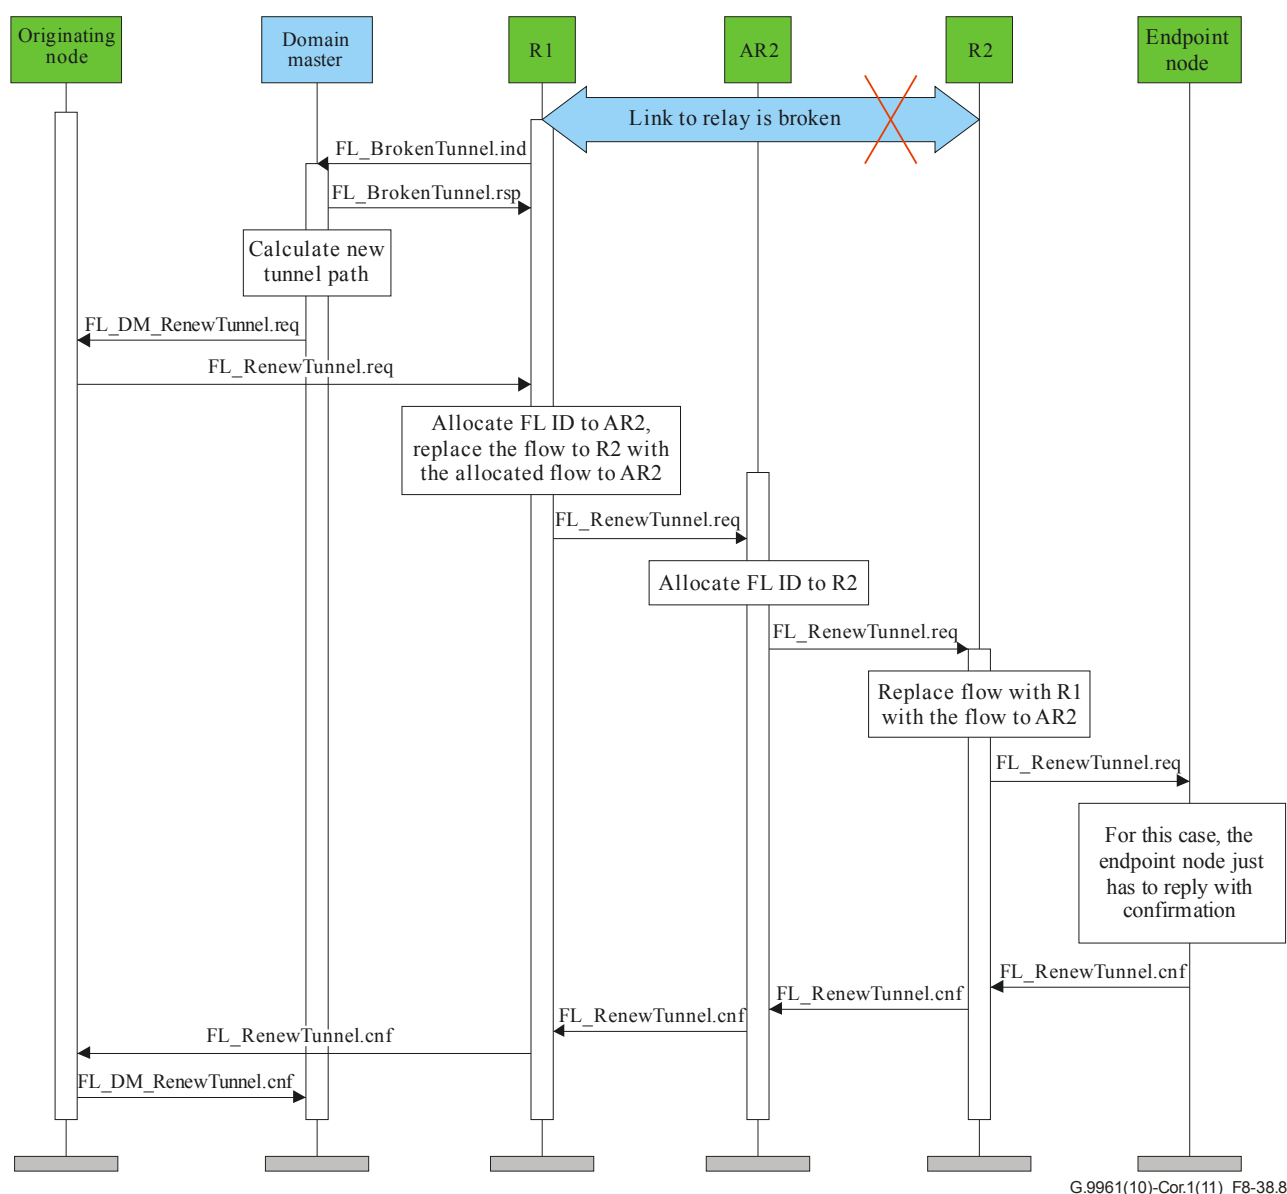 Originating
node
Domain
master
R1
AR2
R2
Endpoint
node
Link to relay is broken
FL_BrokenTunnel.ind
FL_BrokenTunnel.rsp
Calculate new
tunnel path
FL_DM_RenewTunnel.req
FL_RenewTunnel.req
Allocate FL ID to AR2,
replace the flow to R2 with
the allocated flow to AR2
FL_RenewTunnel.req
Allocate FL ID to R2
FL_RenewTunnel.req
Replace flow with R1
with the flow to AR2
FL_RenewTunnel.req
For this case, the
endpoint node just
has to reply with
confirmation
FL_RenewTunnel.cnf
FL_RenewTunnel.cnf
FL_RenewTunnel.cnf
FL_RenewTunnel.cnf
FL_DM_RenewTunnel.cnf
G.9961(10)-Cor.1(11)_F8-38.8